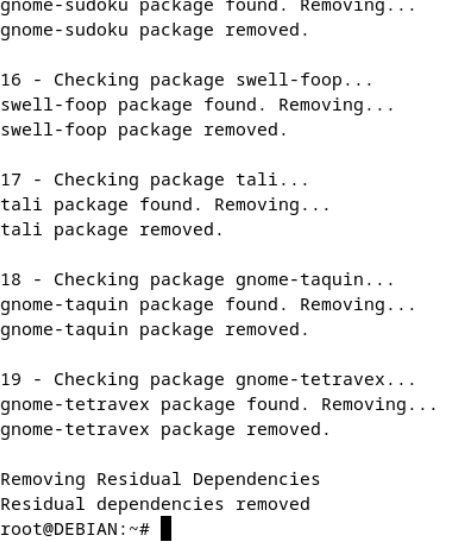 gnome-sudoku package found. Removing...
gnome-sudoku package removed.
16 - Checking package swell-foop...
swell-foop package found. Removing...
swell-foop package removed.
17 - Checking package tali...
tali package found. Removing...
tali package removed.
18 - Checking package gnome-taquin...
gnome-taquin package found. Removing...
gnome-taquin package removed.
19 - Checking package gnome-tetravex...
gnome-tetravex package found. Removing...
gnome-tetravex package removed.
Removing Residual Dependencies
Residual dependencies removed
root@DEBIAN:~#